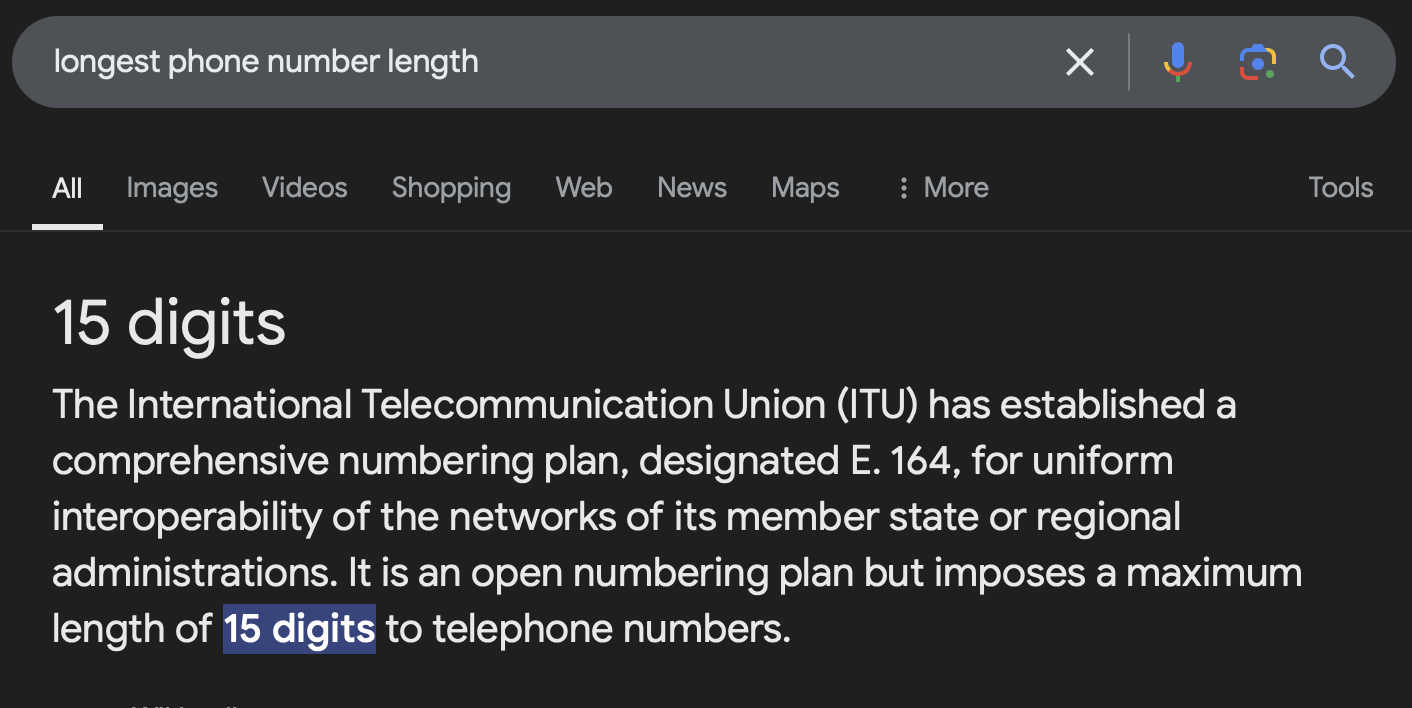 longest phone number length
All Images Videos Shopping Web News Maps More Tools
15 digits
The International Telecommunication Union (ITU) has established a
comprehensive numbering plan, designated E. 164, for uniform
interoperability of the networks of its member state or regional
administrations. It is an open numbering plan but imposes a maximum
length of 15 digits to telephone numbers.